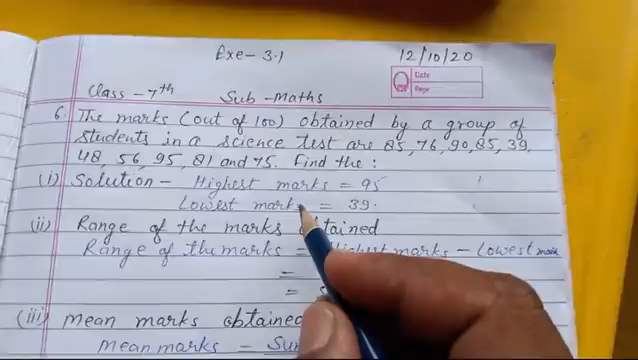 Exe-3.1
12/10/20
Date
Page
Class - 7th Sub - Maths
6. The marks (out of 100) obtained by a group of
students in a science test are 85, 76, 90, 85, 39,
48, 56, 95, 81 and 75. Find the :
(i) Solution - Highest marks = 95
Lowest marks = 39.
(ii) Range of the marks obtained
Range of the marks = Highest marks - Lowest
=
=
(iii) Mean marks obtained
Mean marks =